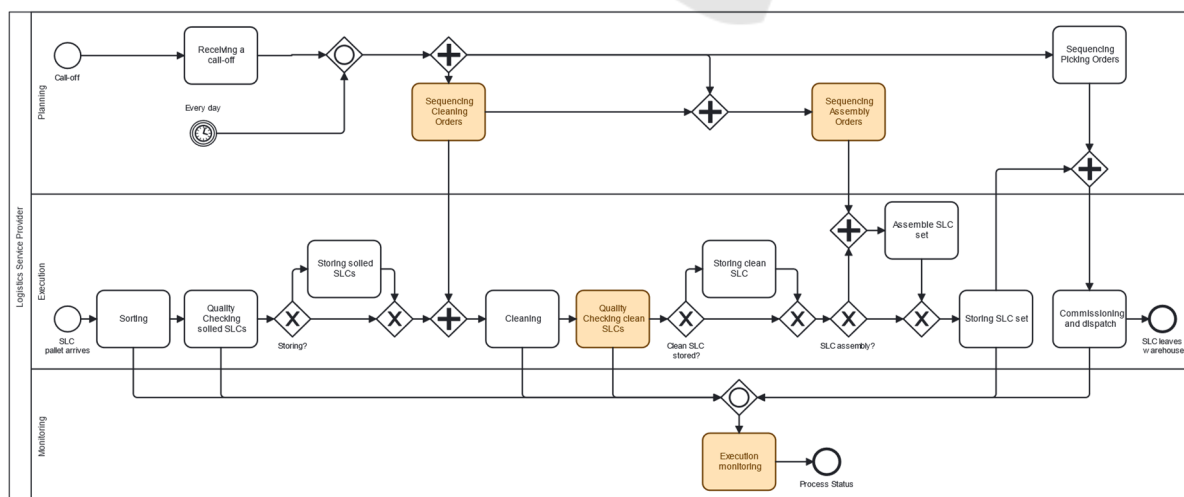 Logistics Service Provider
Planning
Call-off
Receiving a
call-off
Every day
Sequencing
Cleaning
Orders
Sequencing
Assembly
Orders
Sequencing
Picking Orders
Execution
SLC
pallet arrives
Sorting
Quality
Checking
soiled SLCs
Storing?
Storing soiled
SLCs
Cleaning
Quality
Checking clean
SLCs
Clean SLC
stored?
Storing clean
SLC
SLC assembly?
Assemble SLC
set
Storing SLC set
Commissioning
and dispatch
SLC leaves
warehouse
Monitoring
Execution
monitoring
Process Status